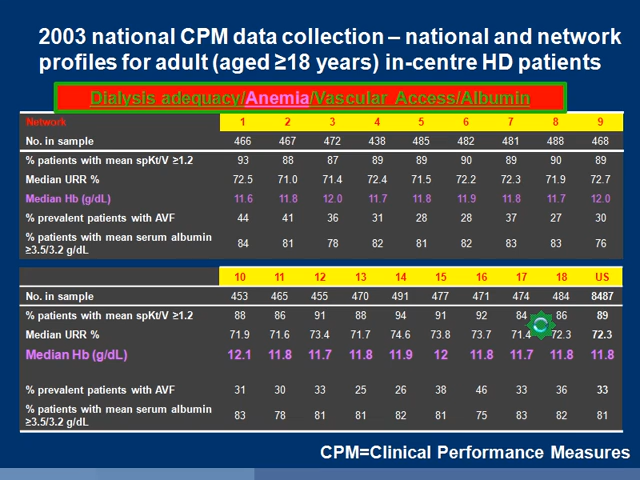 2003 national CPM data collection – national and network
profiles for adult (aged ≥18 years) in-centre HD patients
Dialysis adequacy/Anemia/Vascular Access/Albumin
Network 1 2 3 4 5 6 7 8 9
No. in sample 466 467 472 438 485 482 481 488 468
% patients with mean spKt/V ≥1.2 93 88 87 89 89 90 89 90 89
Median URR % 72.5 71.0 71.4 72.4 71.5 72.2 72.3 71.9 72.7
Median Hb (g/dL) 11.6 11.8 12.0 11.7 11.8 11.9 11.8 11.7 12.0
% prevalent patients with AVF 44 41 36 31 28 28 37 27 30
% patients with mean serum albumin
≥3.5/3.2 g/dL 84 81 78 82 81 82 83 83 76
10 11 12 13 14 15 16 17 18 US
No. in sample 453 465 455 470 491 477 471 474 484 8487
% patients with mean spKt/V ≥1.2 88 86 91 88 94 91 92 84 86 89
Median URR % 71.9 71.6 73.4 71.7 74.6 73.8 73.7 71.4 72.3 72.3
Median Hb (g/dL) 12.1 11.8 11.7 11.8 11.9 12 11.8 11.7 11.8 11.8
% prevalent patients with AVF 31 30 33 25 26 38 46 33 36 33
% patients with mean serum albumin
≥3.5/3.2 g/dL 83 78 81 81 82 81 75 83 82 81
CPM=Clinical Performance Measures